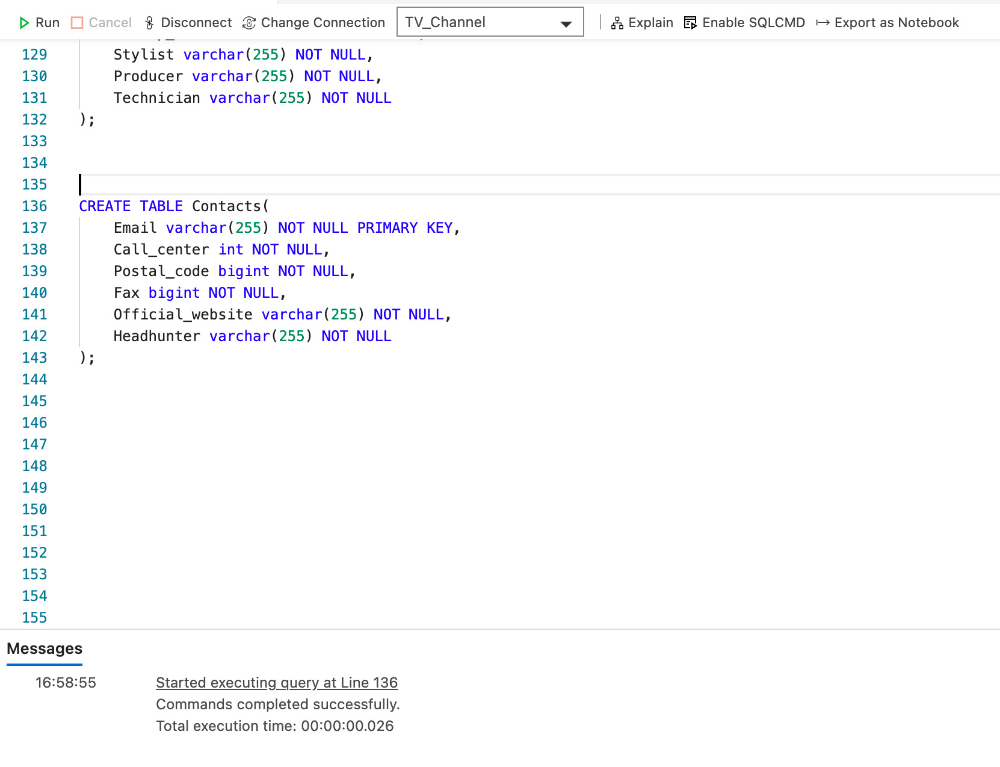 Run Cancel Disconnect Change Connection TV_Channel Explain Enable SQLCMD Export as Notebook
129 Stylist varchar(255) NOT NULL,
130 Producer varchar(255) NOT NULL,
131 Technician varchar(255) NOT NULL
132 );
133
134
135
136 CREATE TABLE Contacts(
137 Email varchar(255) NOT NULL PRIMARY KEY,
138 Call_center int NOT NULL,
139 Postal_code bigint NOT NULL,
140 Fax bigint NOT NULL,
141 Official_website varchar(255) NOT NULL,
142 Headhunter varchar(255) NOT NULL
143 );
144
145
146
147
148
149
150
151
152
153
154
155
Messages
16:58:55 Started executing query at Line 136
Commands completed successfully.
Total execution time: 00:00:00.026